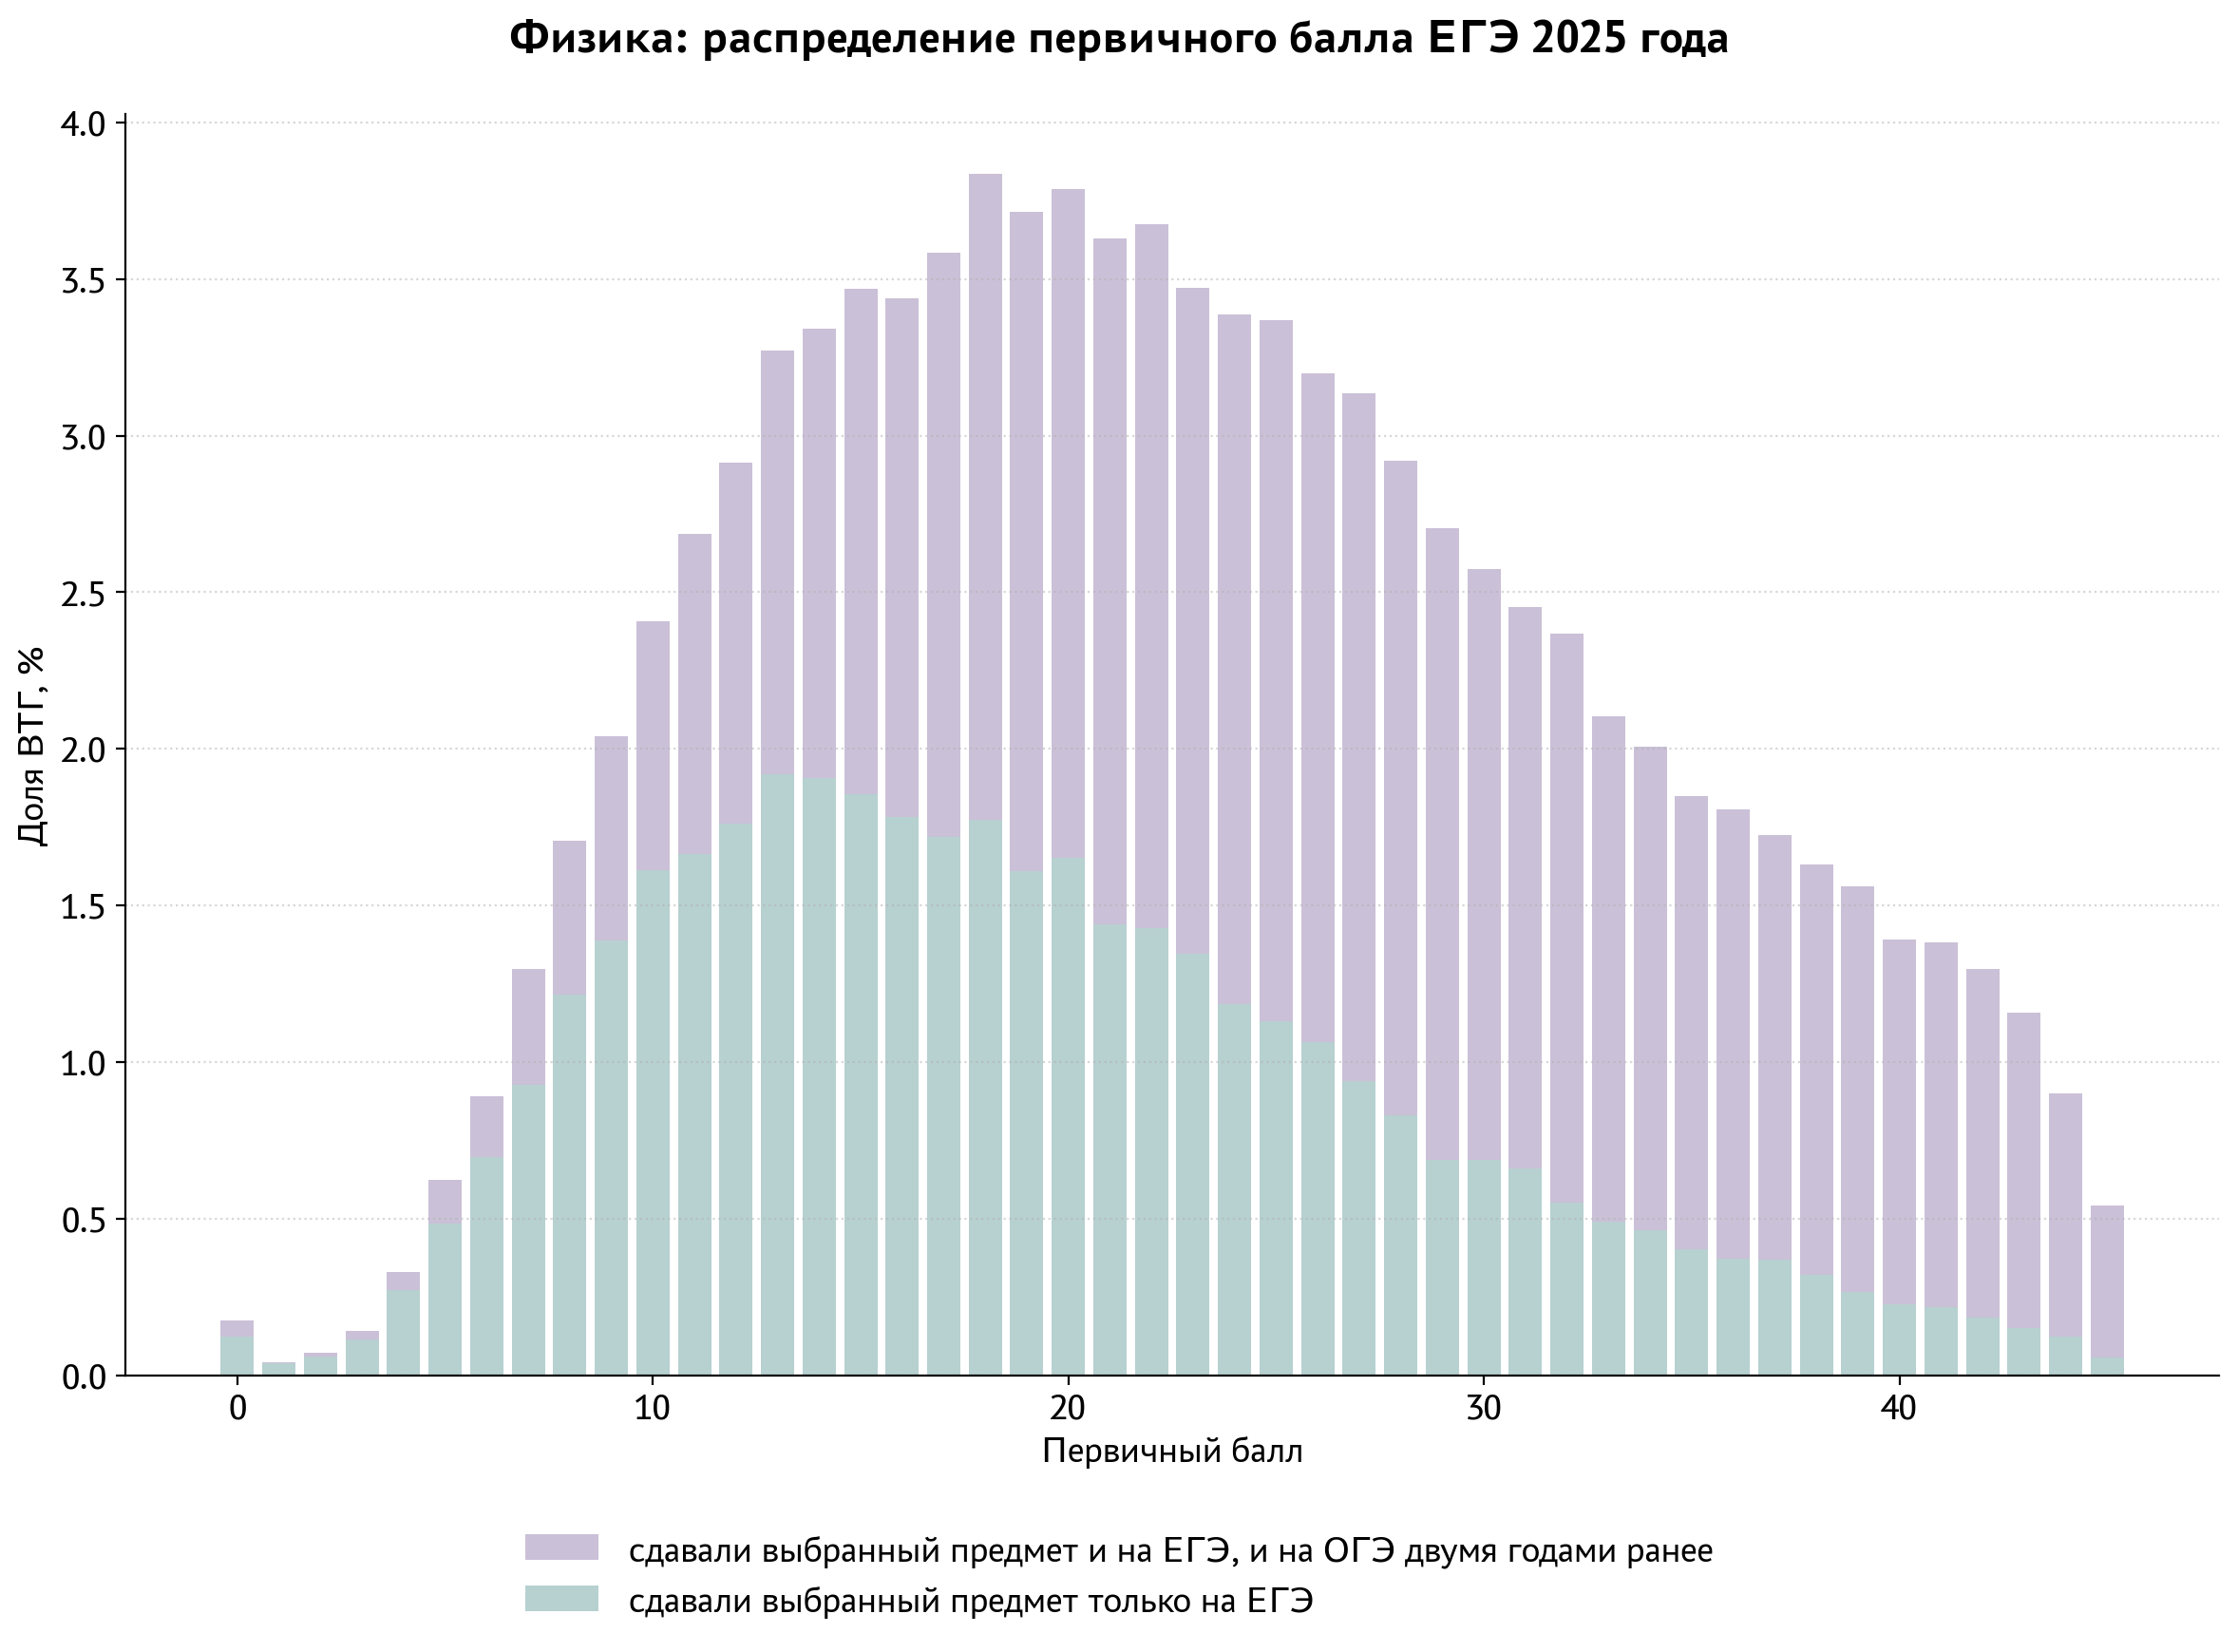 Физика: распределение первичного балла ЕГЭ 2025 года
4.0
3.5
3.0
2.5
2.0
1.5
1.0
0.5
0.0
Доля ВТГ, %
0 10 20 30 40
Первичный балл
сдавали выбранный предмет и на ЕГЭ, и на ОГЭ двумя годами ранее
сдавали выбранный предмет только на ЕГЭ